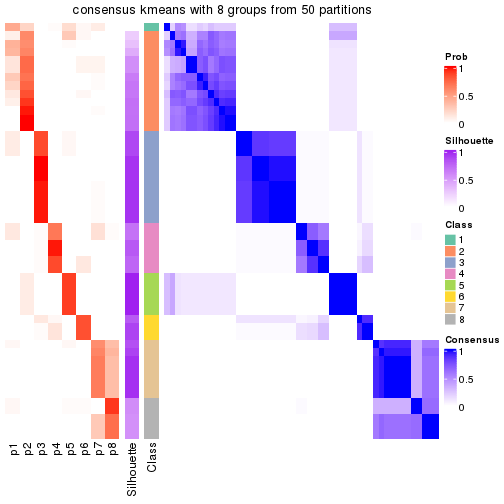 consensus kmeans with 8 groups from 50 partitions
Prob
1
0.5
0
Silhouette
1
0.5
0
Class
1
2
3
4
5
6
7
8
Consensus
1
0.5
0
p1
p2
p3
p4
p5
p6
p7
p8
Silhouette
Class